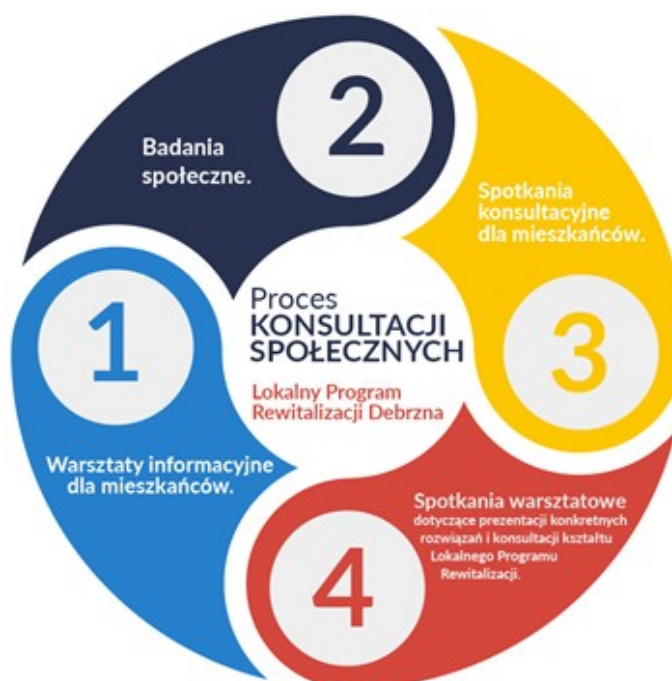 Proces
KONSULTACJI
SPOŁECZNYCH
Lokalny Program
Rewitalizacji Debrzna
1
Warsztaty informacyjne
dla mieszkańców.
2
Badania
społeczne.
3
Spotkania
konsultacyjne
dla mieszkańców.
4
Spotkania warsztatowe
dotyczące prezentacji konkretnych
rozwiązań i konsultacji kształtu
Lokalnego Programu
Rewitalizacji.